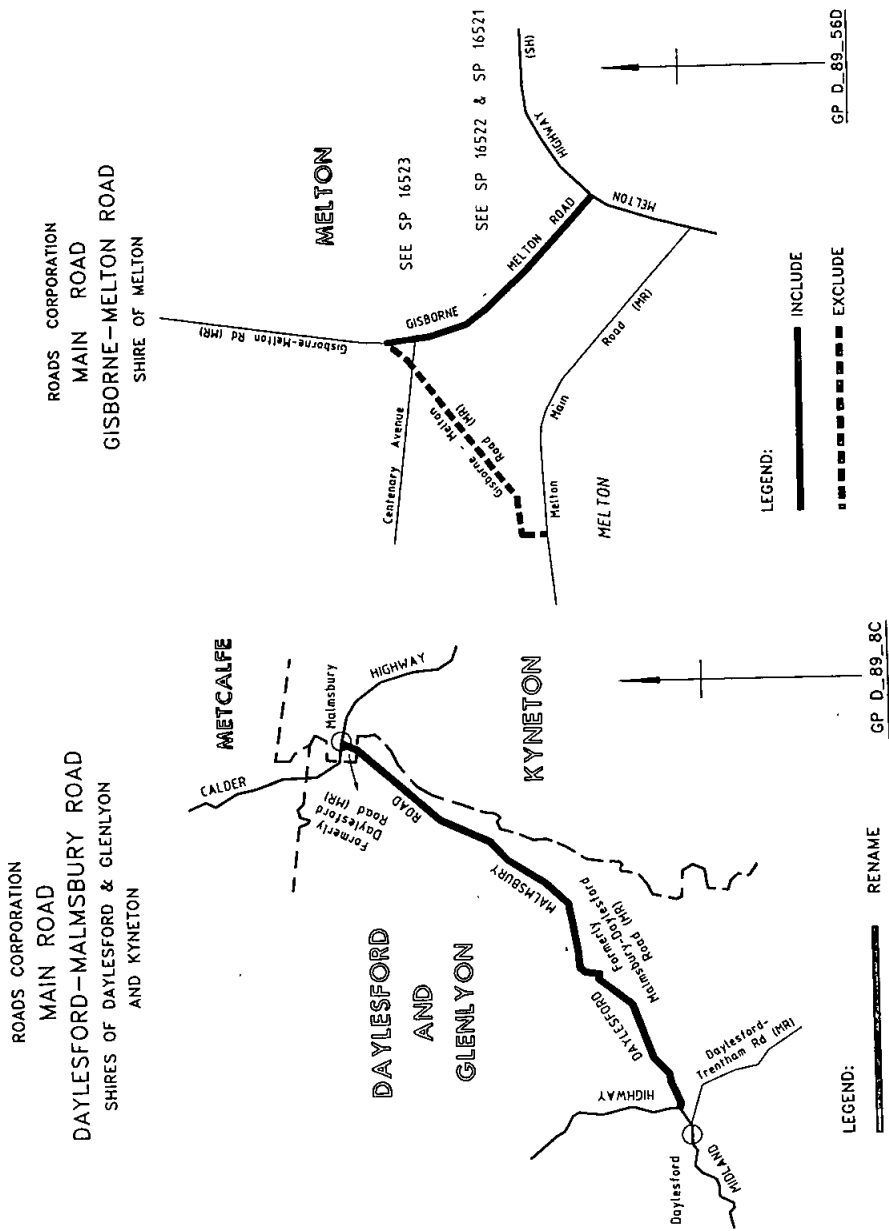 ROADS CORPORATION
MAIN ROAD
DAYLESFORD–MALMSBURY ROAD
SHIRES OF DAYLESFORD & GLENLYON
AND KYNETON
METCALFE
Malmsbury
HIGHWAY
CALDER
Formerly
Daylesford
Road (MR)
ROAD
KYNETON
MALMSBURY
DAYLESFORD
AND
GLENLYON
Formerly
Malmsbury-Daylesford
Road (MR)
DAYLESFORD
HIGHWAY
Daylesford-
Trentham Rd (MR)
Daylesford
MIDLAND
LEGEND:
RENAME
GP D_89_8C
ROADS CORPORATION
MAIN ROAD
GISBORNE–MELTON ROAD
SHIRE OF MELTON
Gisborne-Melton Rd (MR)
MELTON
SEE SP 16523
SEE SP 16522 & SP 16521
GISBORNE
MELTON ROAD
HIGHWAY
(SH)
MELTON
Centenary Avenue
Gisborne - Melton
Road (MR)
Melton Main Road (MR)
MELTON
LEGEND:
INCLUDE
EXCLUDE
GP D_89_56D